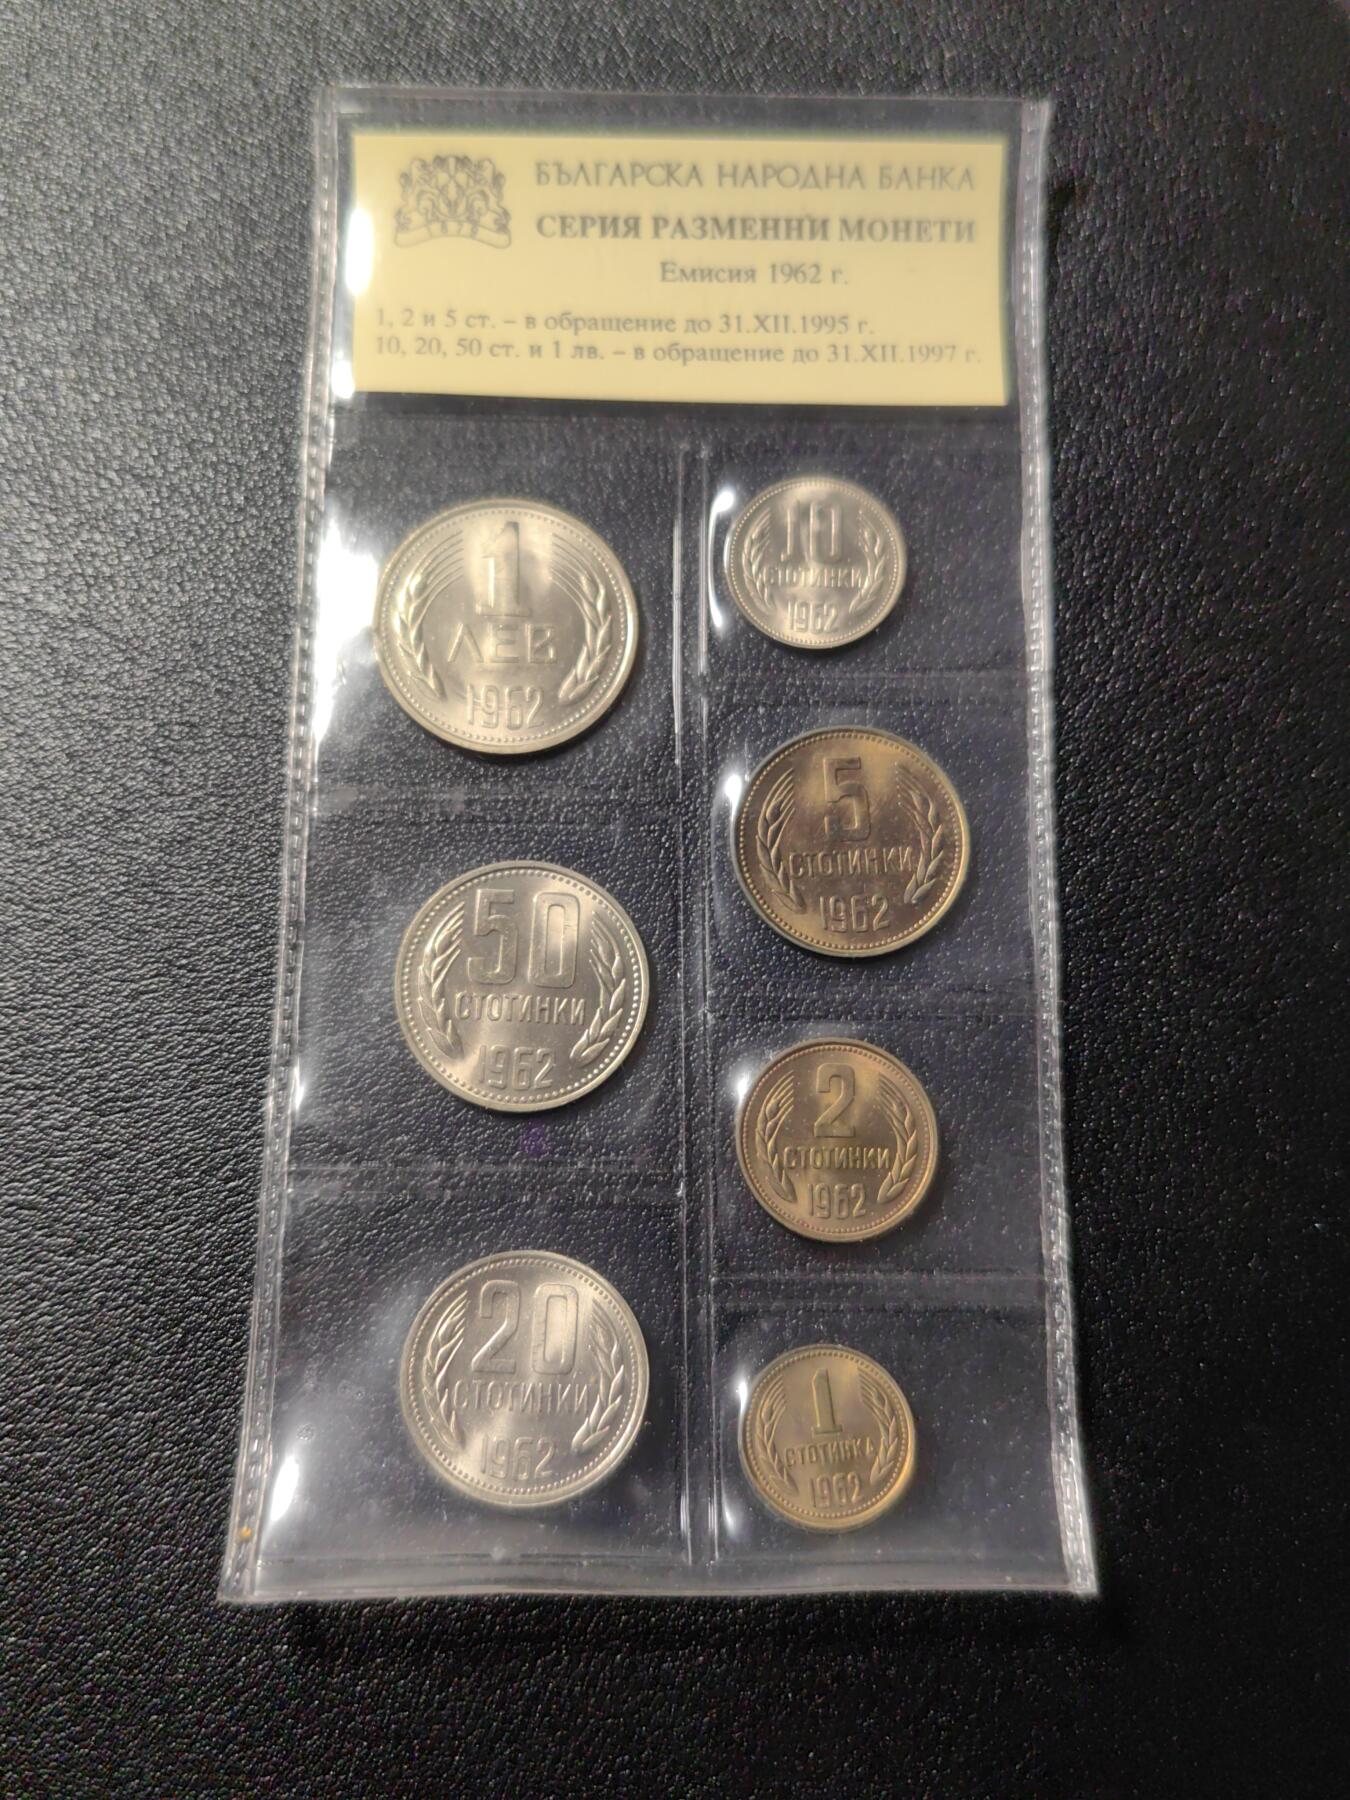 БЪЛГАРСКА НАРОДНА БАНКА
СЕРИЯ РАЗМЕННИ МОНЕТИ
Емисия 1962 г.
1, 2 и 5 ст. – в обращение до 31.XII.1995 г.
10, 20, 50 ст. и 1 лв. – в обращение до 31.XII.1997 г.
1879
1
ЛЕВ
1962
10
СТОТИНКИ
1962
50
СТОТИНКИ
1962
5
СТОТИНКИ
1962
20
СТОТИНКИ
1962
2
СТОТИНКИ
1962
1
СТОТИНКА
1962